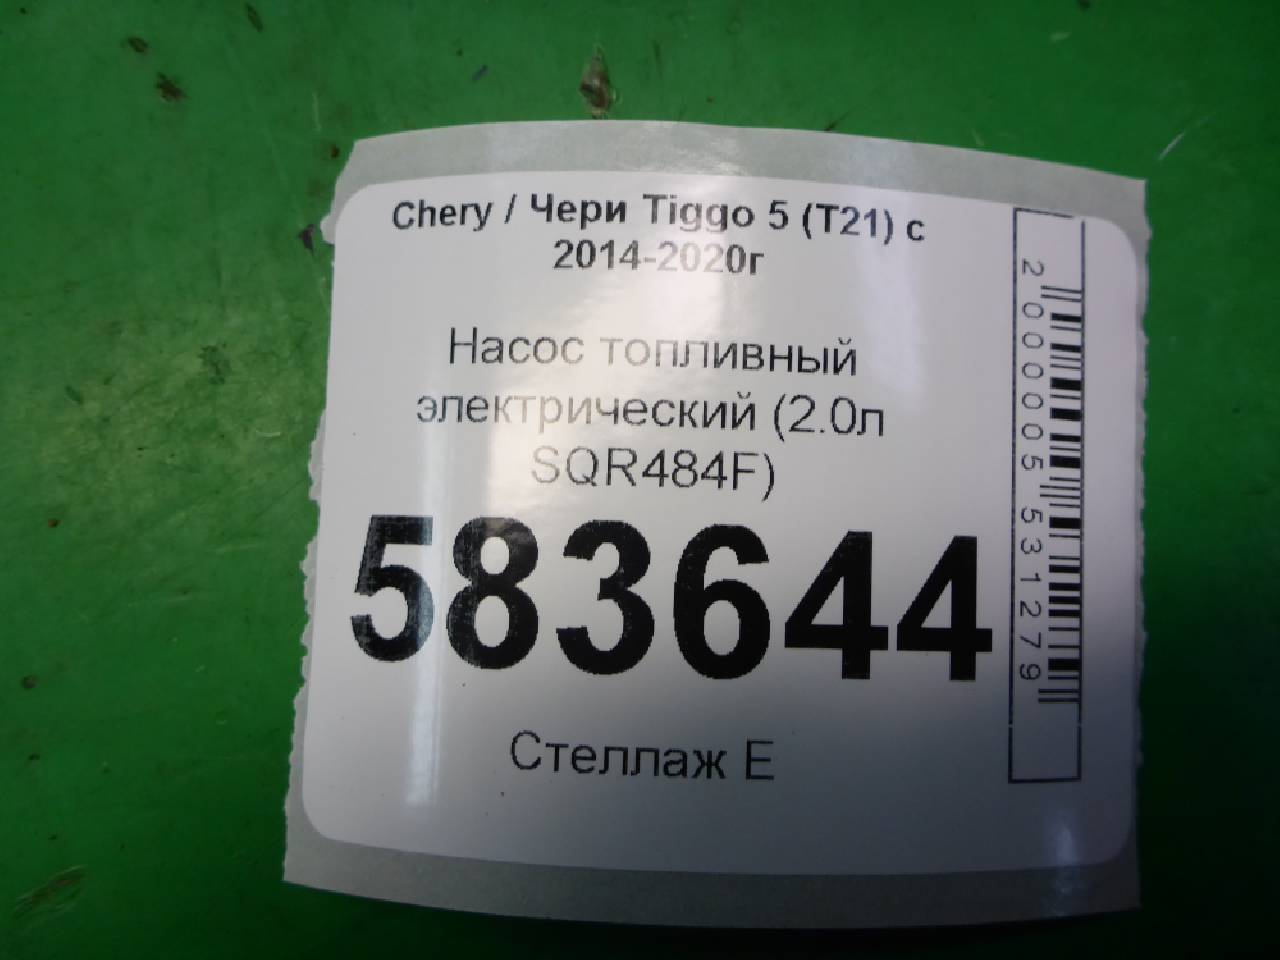 Chery / Чери Tiggo 5 (T21) с
2014-2020г
Насос топливный
электрический (2.0л
SQR484F)
583644
Стеллаж Е
2000005531279